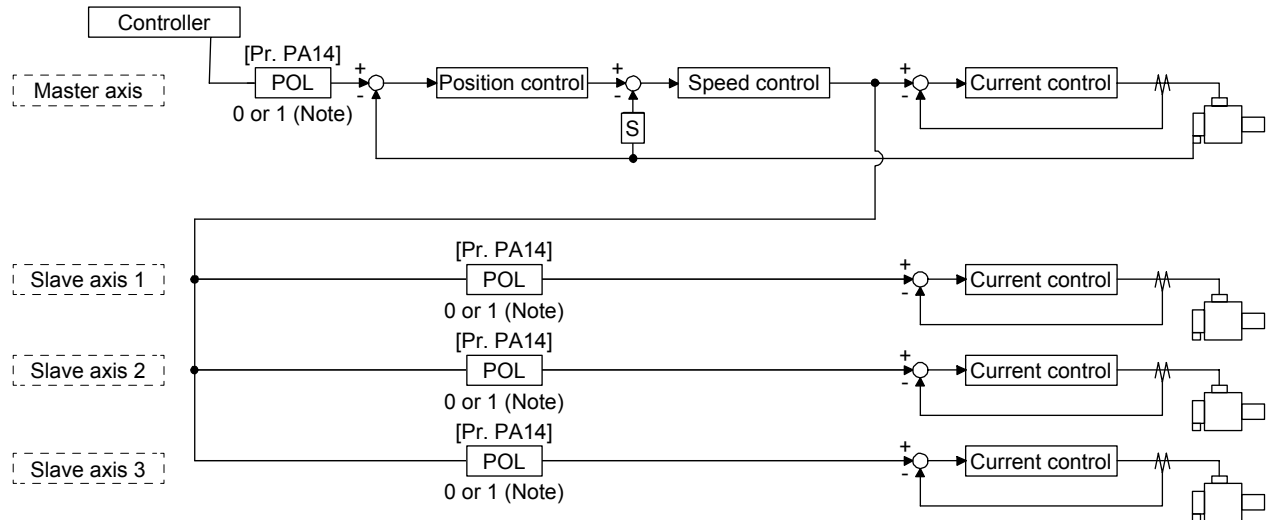 Controller
[Pr. PA14]
Master axis
POL
+
-
Position control
+
-
Speed control
+
-
Current control
0 or 1 (Note)
S
[Pr. PA14]
Slave axis 1
POL
+
-
Current control
0 or 1 (Note)
[Pr. PA14]
Slave axis 2
POL
+
-
Current control
0 or 1 (Note)
[Pr. PA14]
Slave axis 3
POL
+
-
Current control
0 or 1 (Note)